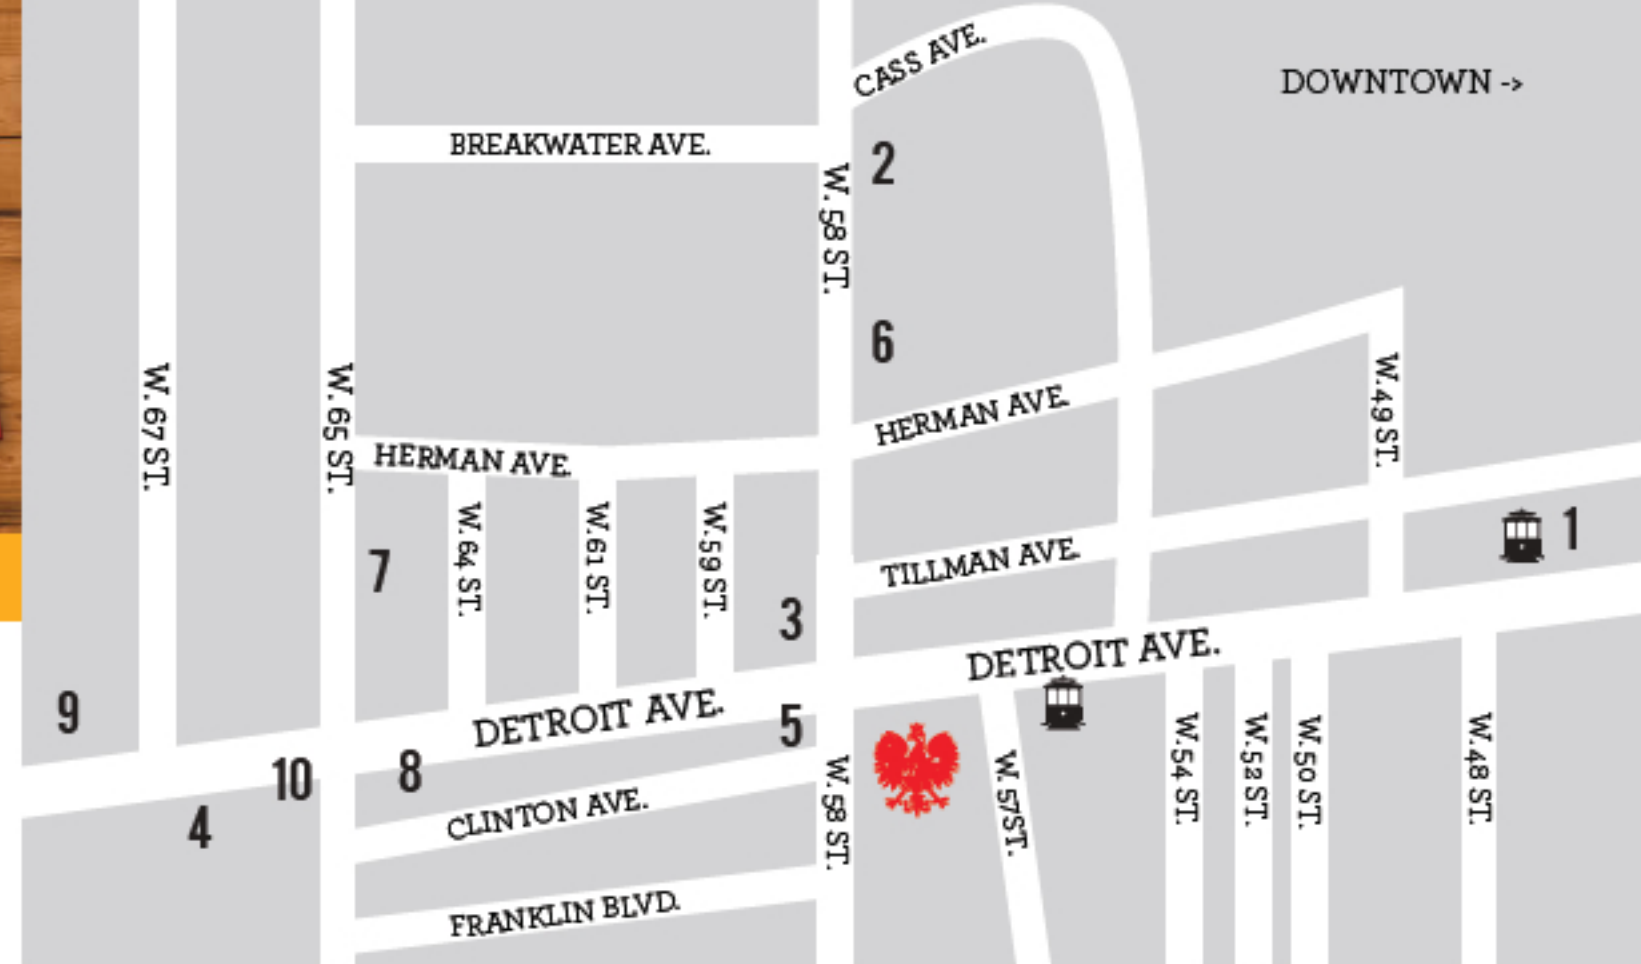 CASS AVE.
DOWNTOWN ->
BREAKWATER AVE.
2
W. 58 ST.
6
W. 67 ST.
W. 65 ST.
HERMAN AVE.
HERMAN AVE.
W. 49 ST.
W. 64 ST.
W. 61 ST.
W. 59 ST.
7
TILLMAN AVE.
1
3
DETROIT AVE.
9
DETROIT AVE.
5
10
8
4
CLINTON AVE.
W. 58 ST.
W. 57 ST.
W. 54 ST.
W. 52 ST.
W. 50 ST.
W. 48 ST.
FRANKLIN BLVD.